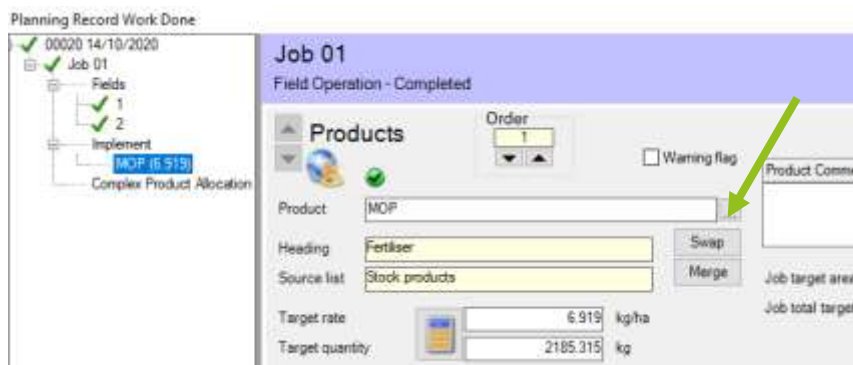 Planning Record Work Done
00020 14/10/2020
Job 01
Fields
1
2
Implement
MOP (6.919)
Complex Product Allocation
Job 01
Field Operation - Completed
Products
Order
1
Warning flag
Product Comme
Product MOP
Heading Fertiliser
Swap
Source list Stock products
Merge
Job target area
Target rate 6.919 kg/ha
Job total target
Target quantity 2185.315 kg